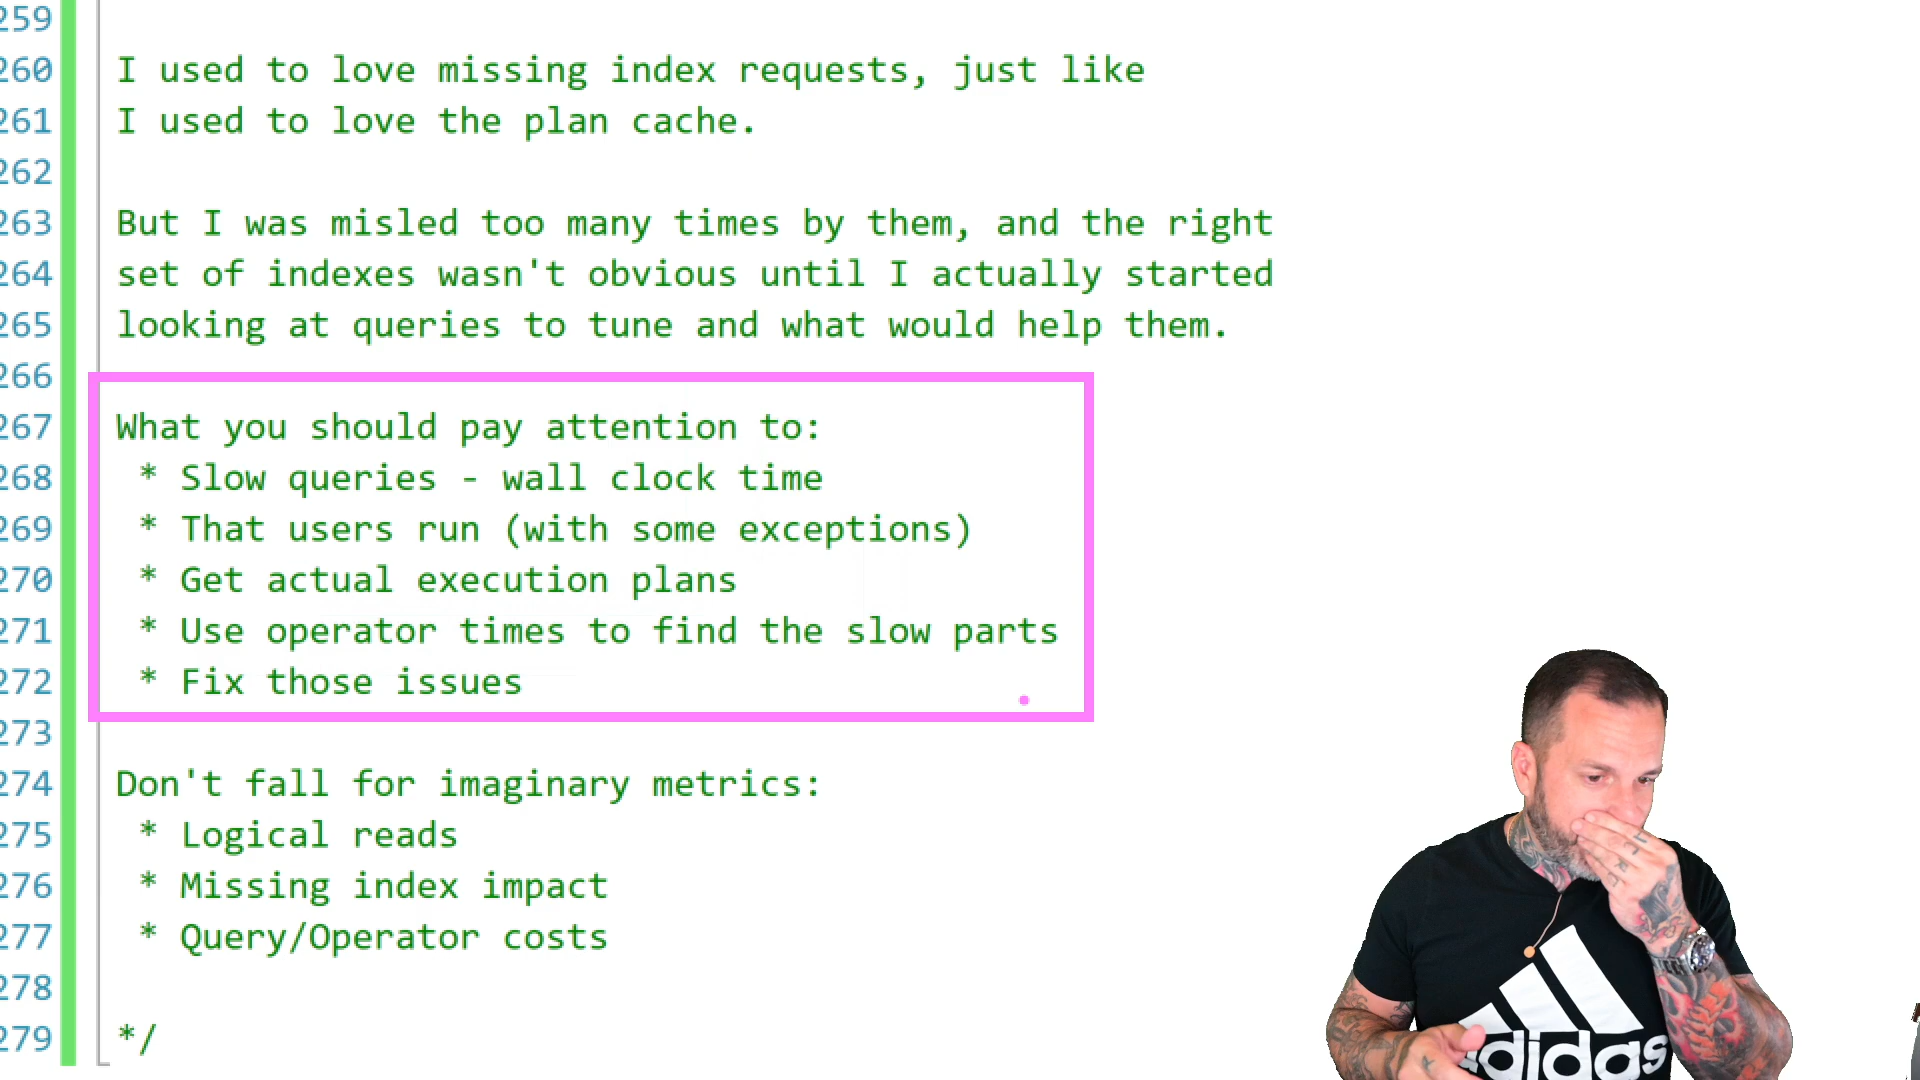 259
260 I used to love missing index requests, just like
261 I used to love the plan cache.
262
263 But I was misled too many times by them, and the right
264 set of indexes wasn't obvious until I actually started
265 looking at queries to tune and what would help them.
266
267 What you should pay attention to:
268 * Slow queries - wall clock time
269 * That users run (with some exceptions)
270 * Get actual execution plans
271 * Use operator times to find the slow parts
272 * Fix those issues
273
274 Don't fall for imaginary metrics:
275 * Logical reads
276 * Missing index impact
277 * Query/Operator costs
278
279 */
adidas